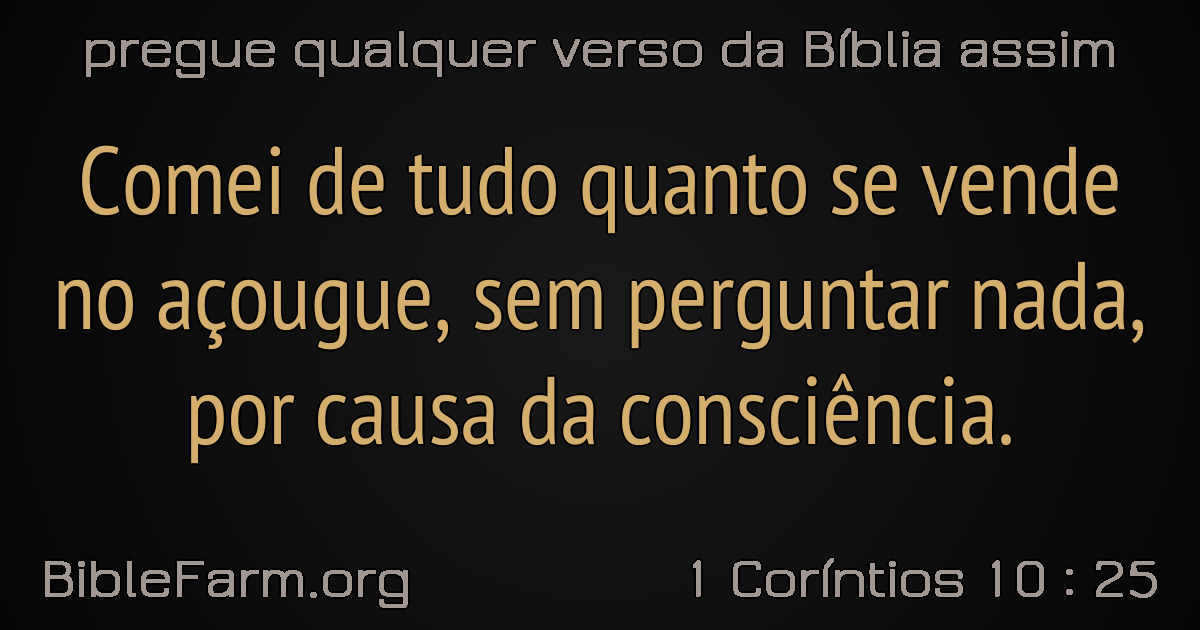 pregue qualquer verso da Bíblia assim
Comei de tudo quanto se vende
no açougue, sem perguntar nada,
por causa da consciência.
BibleFarm.org
1 Coríntios 10 : 25